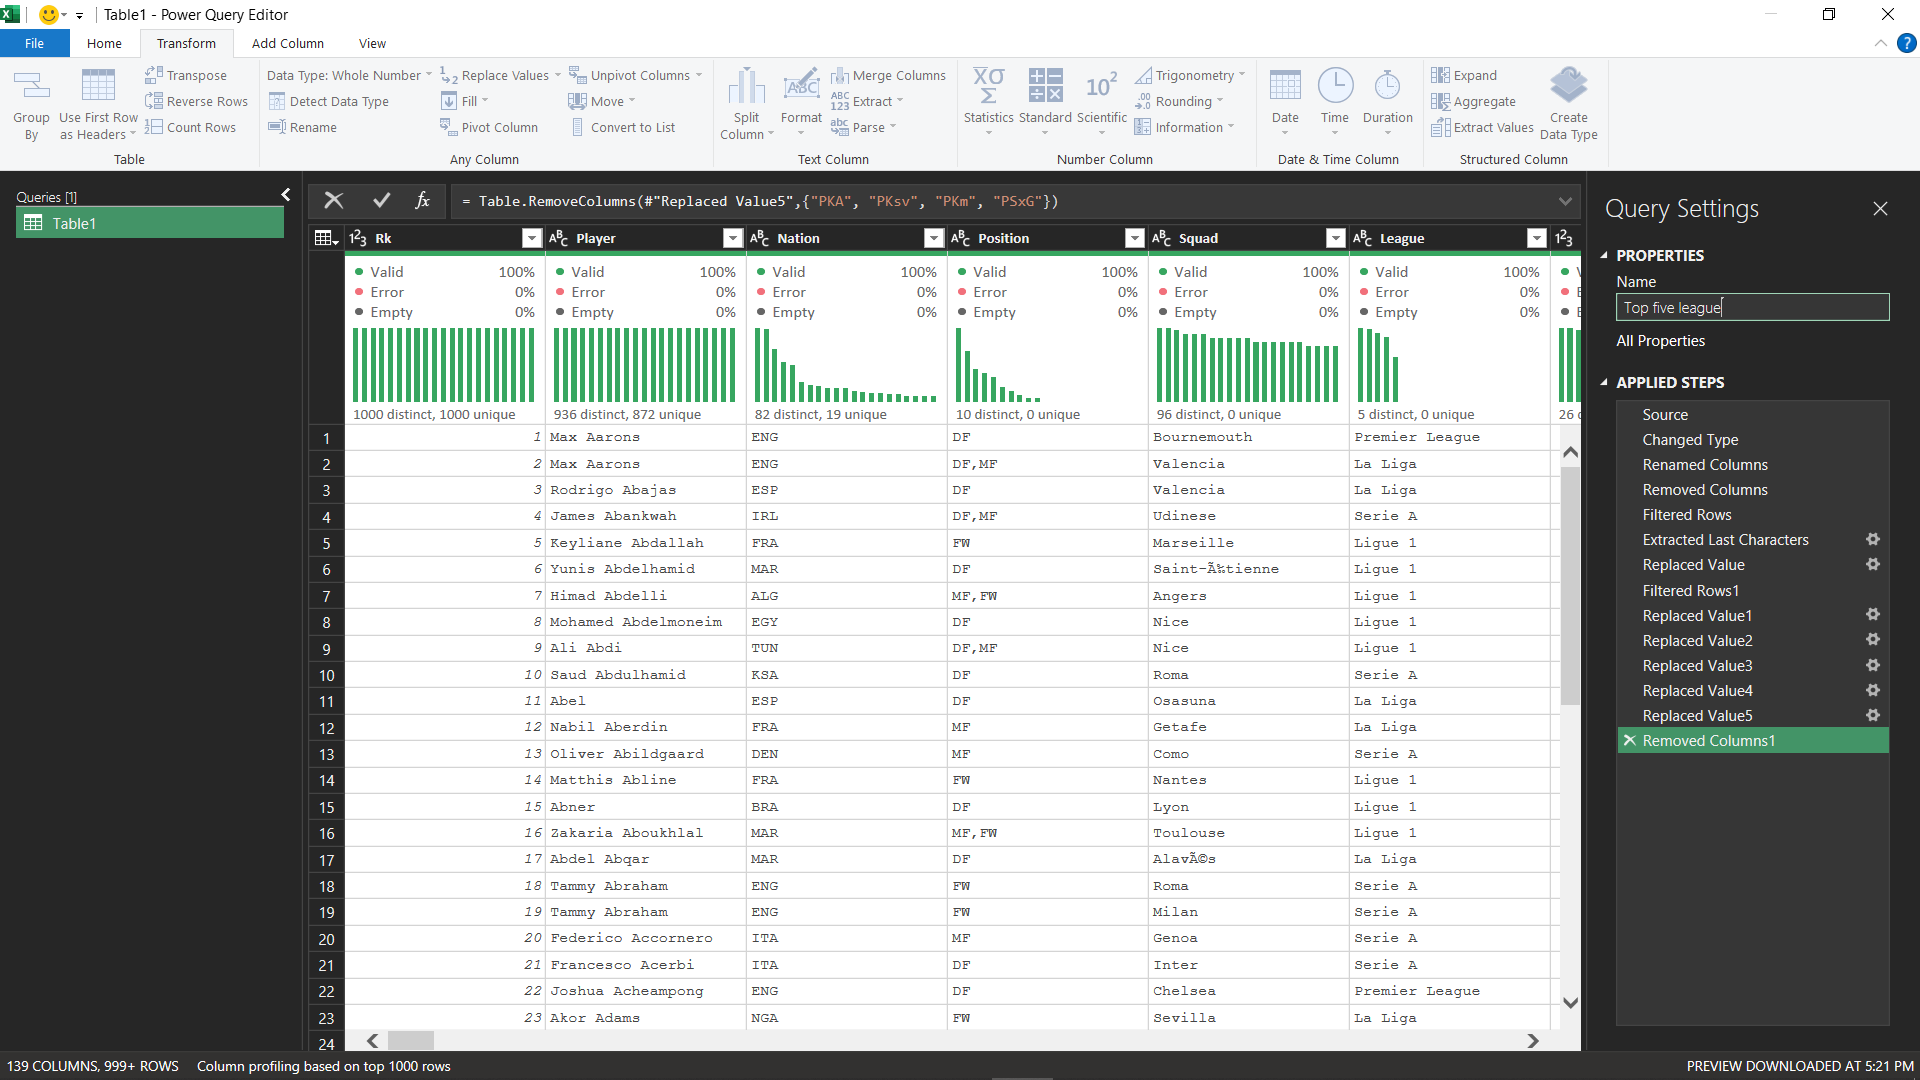 Table1 - Power Query Editor
File Home Transform Add Column View
Group By
Use First Row as Headers
Transpose
Reverse Rows
Count Rows
Table
Data Type: Whole Number
Detect Data Type
Rename
Replace Values
Fill
Pivot Column
Unpivot Columns
Move
Convert to List
Any Column
Split Column
Format
Merge Columns
Extract
Parse
Text Column
Statistics
Standard
Scientific
Trigonometry
Rounding
Information
Number Column
Date
Time
Duration
Date & Time Column
Expand
Aggregate
Extract Values
Create Data Type
Structured Column
Queries [1]
Table1
fx = Table.RemoveColumns(#"Replaced Value5",{"PKA", "PKsv", "PKm", "PSxG"})
Rk Player Nation Position Squad League
Valid 100% Valid 100% Valid 100% Valid 100% Valid 100% Valid 100%
Error 0% Error 0% Error 0% Error 0% Error 0% Error 0%
Empty 0% Empty 0% Empty 0% Empty 0% Empty 0% Empty 0%
1000 distinct, 1000 unique 936 distinct, 872 unique 82 distinct, 19 unique 10 distinct, 0 unique 96 distinct, 0 unique 5 distinct, 0 unique 26
1 1 Max Aarons ENG DF Bournemouth Premier League
2 2 Max Aarons ENG DF,MF Valencia La Liga
3 3 Rodrigo Abajas ESP DF Valencia La Liga
4 4 James Abankwah IRL DF,MF Udinese Serie A
5 5 Keyliane Abdallah FRA FW Marseille Ligue 1
6 6 Yunis Abdelhamid MAR DF Saint-Ã‰tienne Ligue 1
7 7 Himad Abdelli ALG MF,FW Angers Ligue 1
8 8 Mohamed Abdelmoneim EGY DF Nice Ligue 1
9 9 Ali Abdi TUN DF,MF Nice Ligue 1
10 10 Saud Abdulhamid KSA DF Roma Serie A
11 11 Abel ESP DF Osasuna La Liga
12 12 Nabil Aberdin FRA MF Getafe La Liga
13 13 Oliver Abildgaard DEN MF Como Serie A
14 14 Matthis Abline FRA FW Nantes Ligue 1
15 15 Abner BRA DF Lyon Ligue 1
16 16 Zakaria Aboukhlal MAR MF,FW Toulouse Ligue 1
17 17 Abdel Abqar MAR DF AlavÃ©s La Liga
18 18 Tammy Abraham ENG FW Roma Serie A
19 19 Tammy Abraham ENG FW Milan Serie A
20 20 Federico Accornero ITA MF Genoa Serie A
21 21 Francesco Acerbi ITA DF Inter Serie A
22 22 Joshua Acheampong ENG DF Chelsea Premier League
23 23 Akor Adams NGA FW Sevilla La Liga
24
Query Settings
PROPERTIES
Name
Top five league
All Properties
APPLIED STEPS
Source
Changed Type
Renamed Columns
Removed Columns
Filtered Rows
Extracted Last Characters
Replaced Value
Filtered Rows1
Replaced Value1
Replaced Value2
Replaced Value3
Replaced Value4
Replaced Value5
Removed Columns1
139 COLUMNS, 999+ ROWS Column profiling based on top 1000 rows
PREVIEW DOWNLOADED AT 5:21 PM